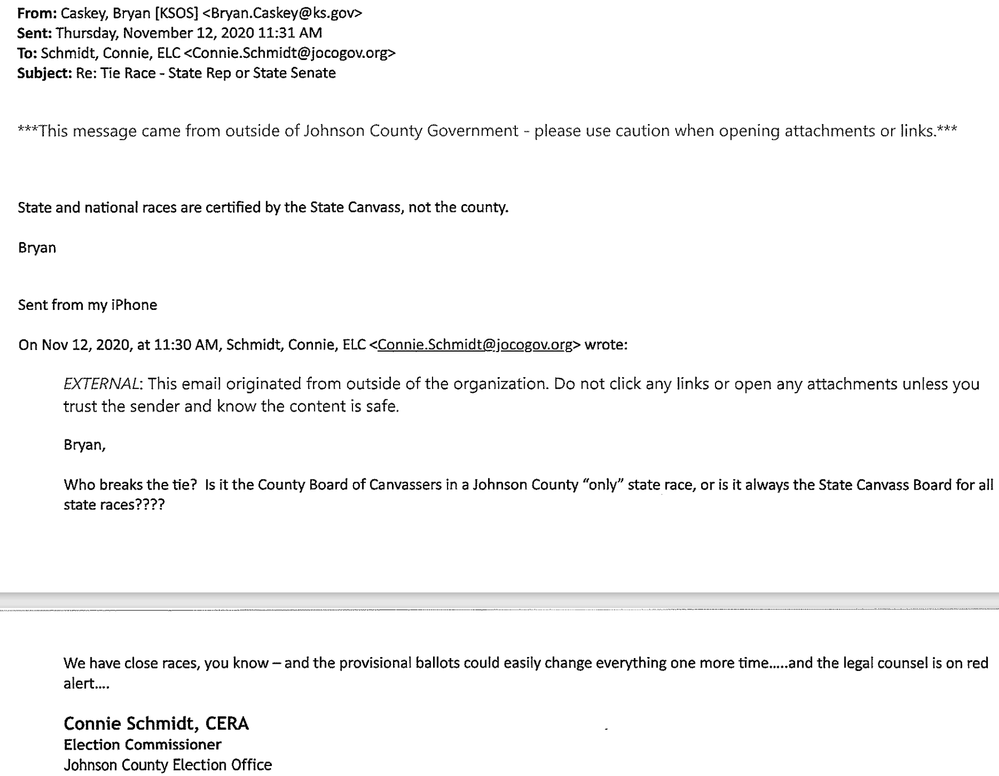 From: Caskey, Bryan [KSOS] <Bryan.Caskey@ks.gov>
Sent: Thursday, November 12, 2020 11:31 AM
To: Schmidt, Connie, ELC <Connie.Schmidt@jocogov.org>
Subject: Re: Tie Race - State Rep or State Senate
***This message came from outside of Johnson County Government - please use caution when opening attachments or links.***
State and national races are certified by the State Canvass, not the county.
Bryan
Sent from my iPhone
On Nov 12, 2020, at 11:30 AM, Schmidt, Connie, ELC <Connie.Schmidt@jocogov.org> wrote:
EXTERNAL: This email originated from outside of the organization. Do not click any links or open any attachments unless you
trust the sender and know the content is safe.
Bryan,
Who breaks the tie?  Is it the County Board of Canvassers in a Johnson County “only” state race, or is it always the State Canvass Board for all
state races????
We have close races, you know – and the provisional ballots could easily change everything one more time.....and the legal counsel is on red
alert....
Connie Schmidt, CERA
Election Commissioner
Johnson County Election Office